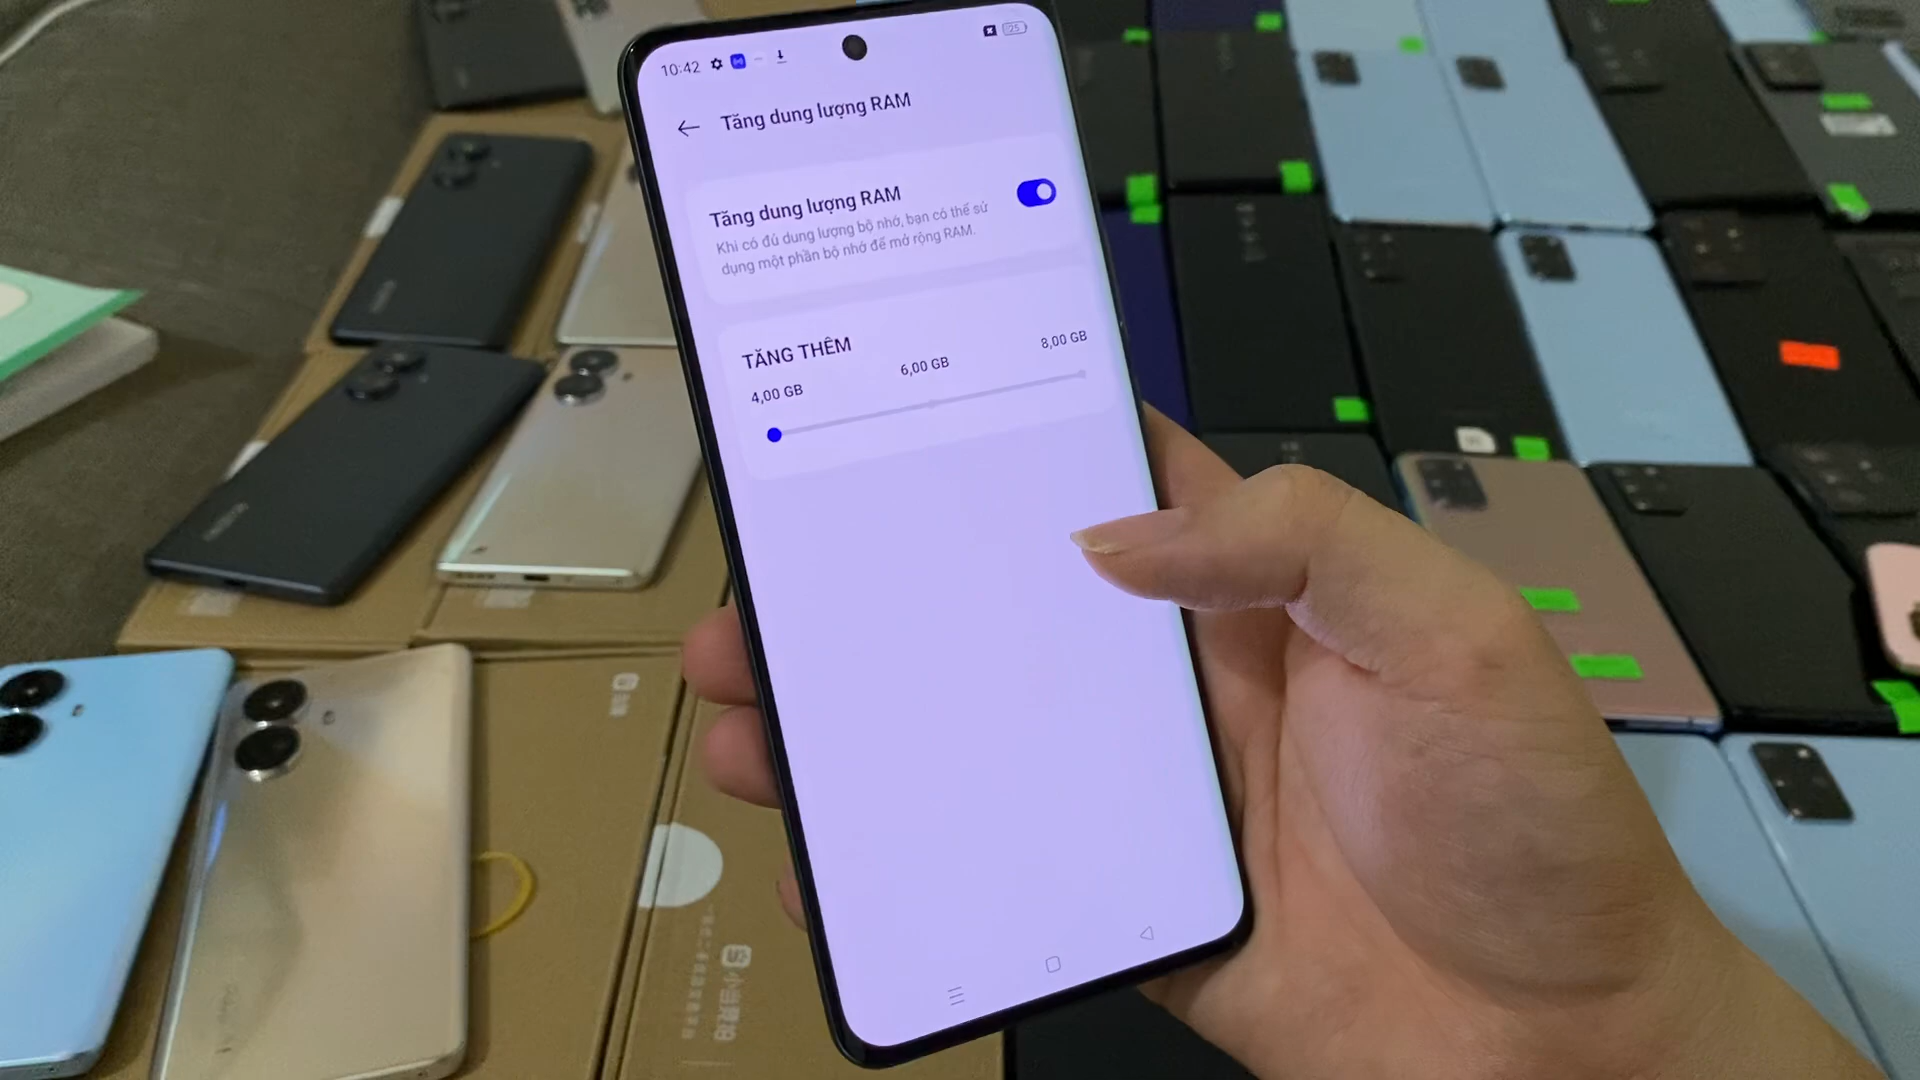 10:42
25
Tăng dung lượng RAM
Tăng dung lượng RAM
Khi có đủ dung lượng bộ nhớ, bạn có thể sử
dụng một phần bộ nhớ để mở rộng RAM.
TĂNG THÊM
4,00 GB
6,00 GB
8,00 GB